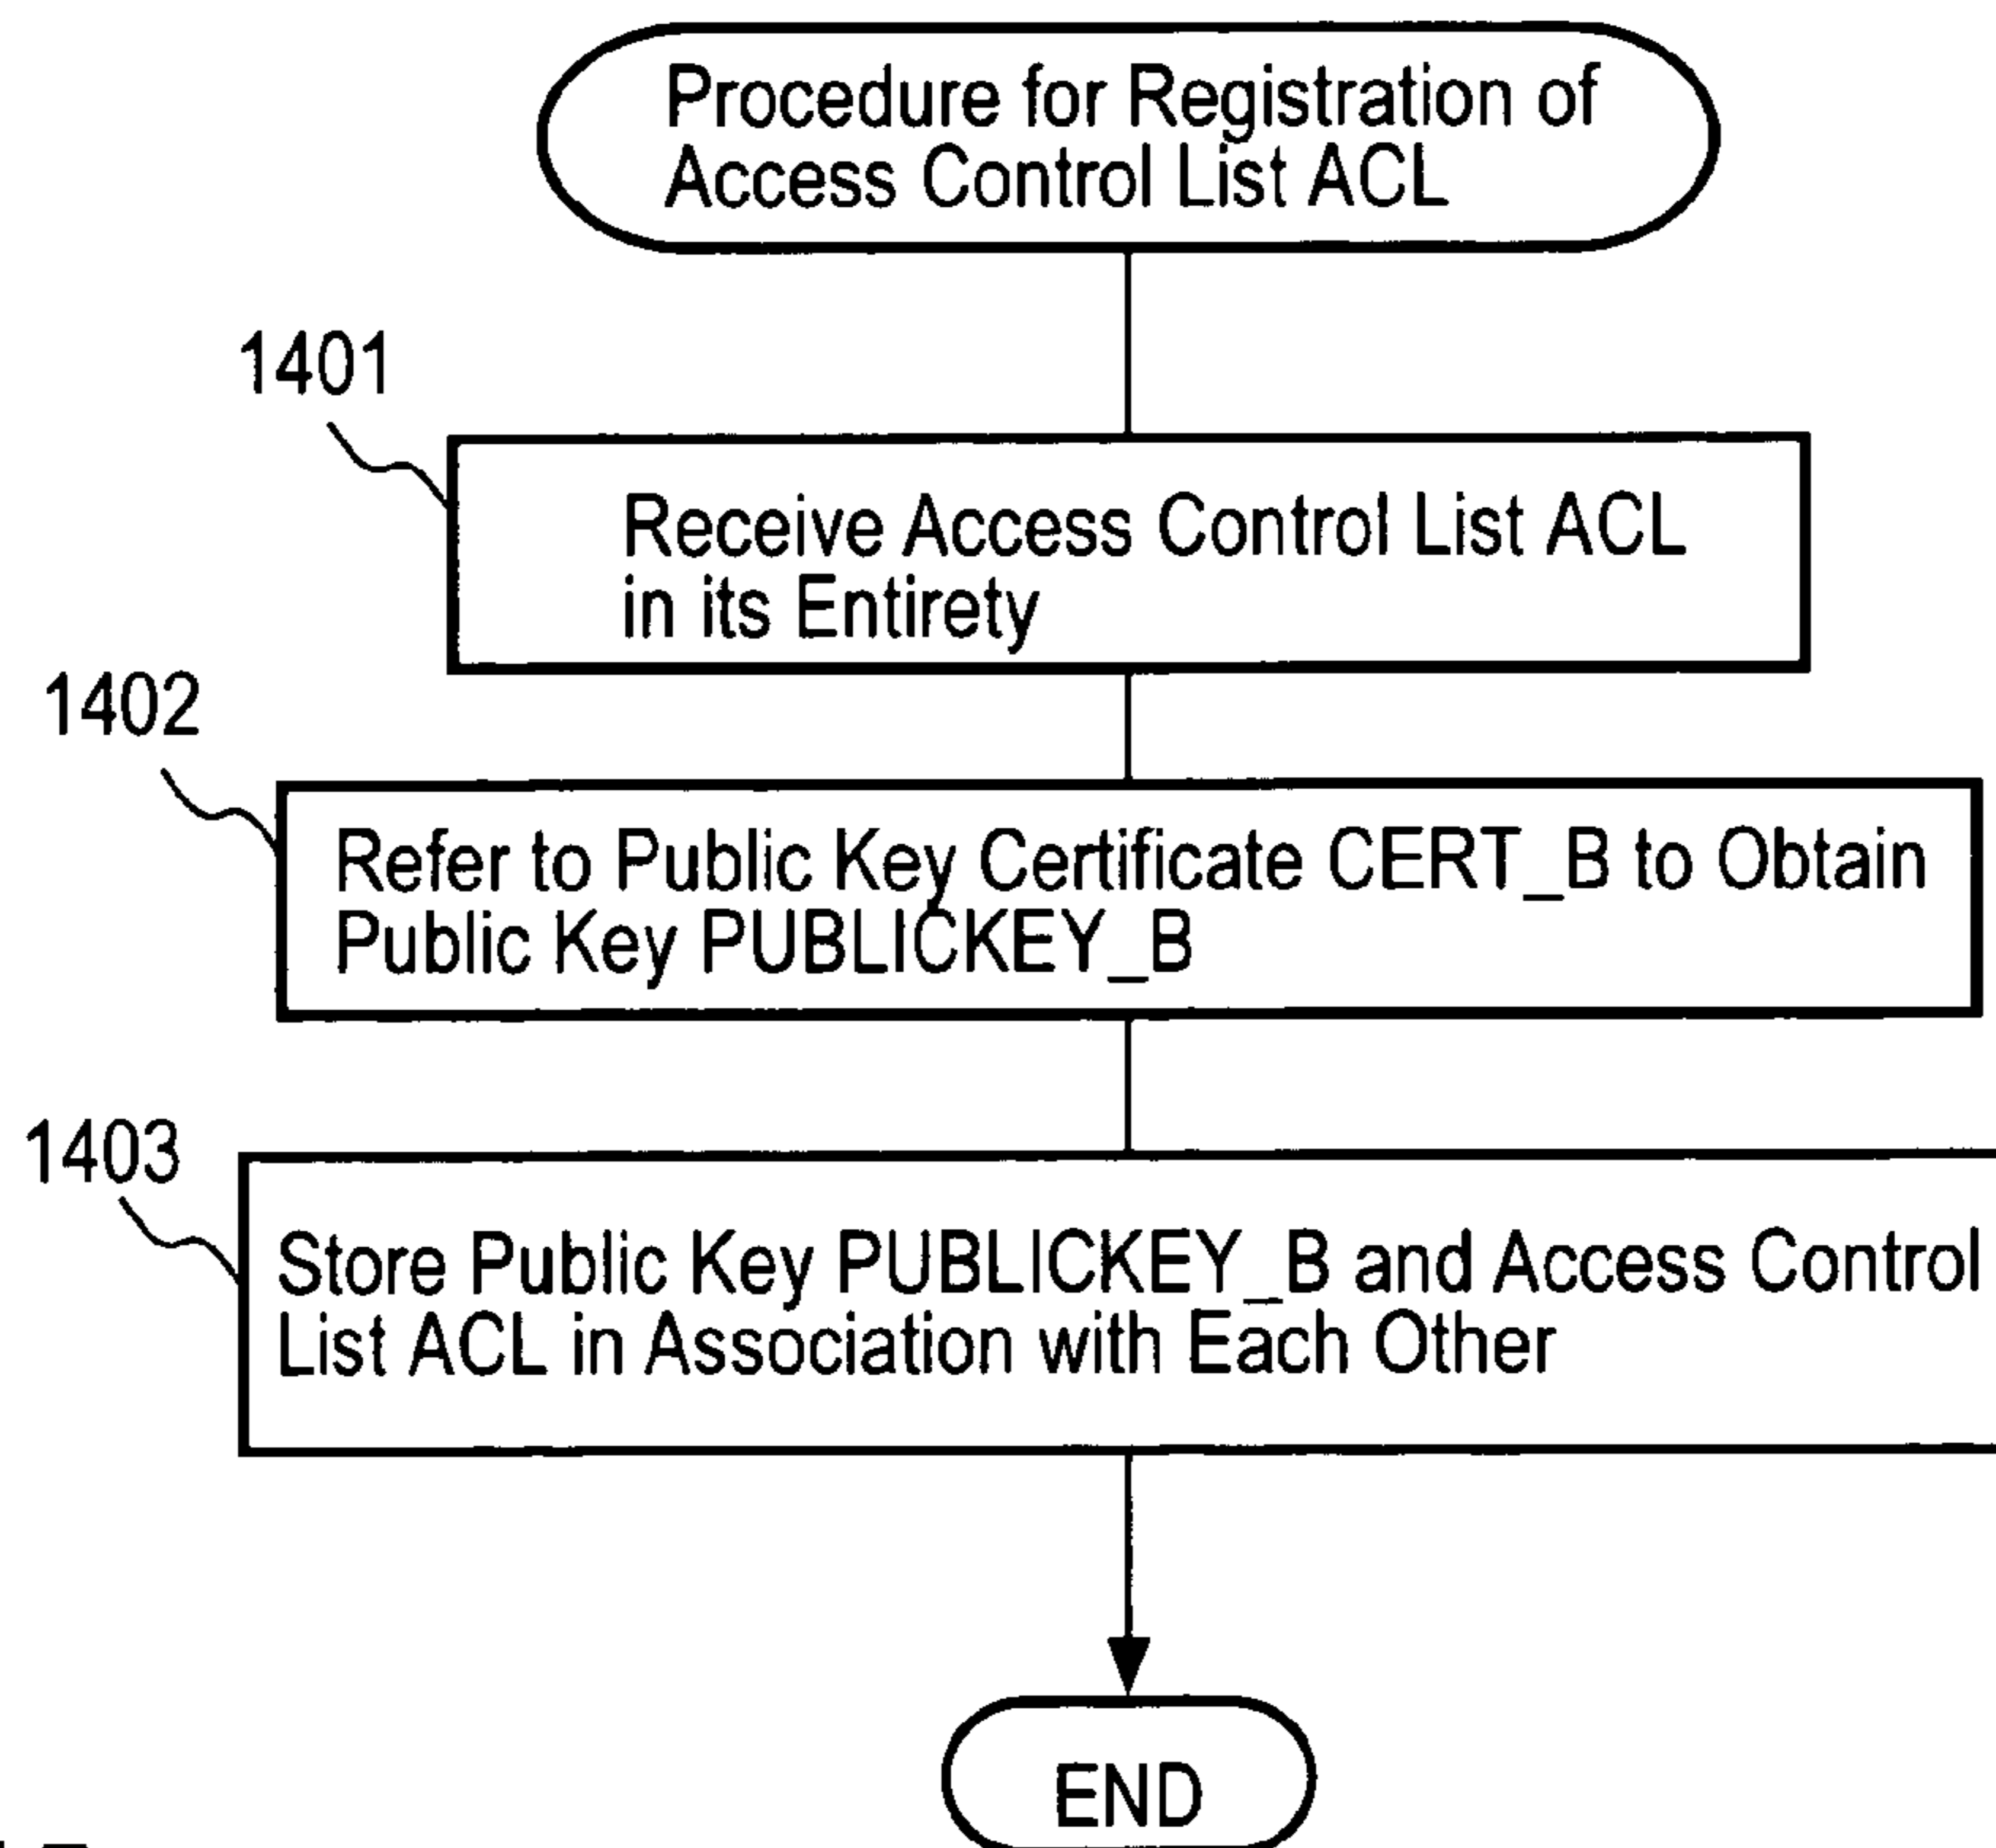 Procedure for Registration of
Access Control List ACL
1401
Receive Access Control List ACL
in its Entirety
1402
Refer to Public Key Certificate CERT_B to Obtain
Public Key PUBLICKEY_B
1403
Store Public Key PUBLICKEY_B and Access Control
List ACL in Association with Each Other
END